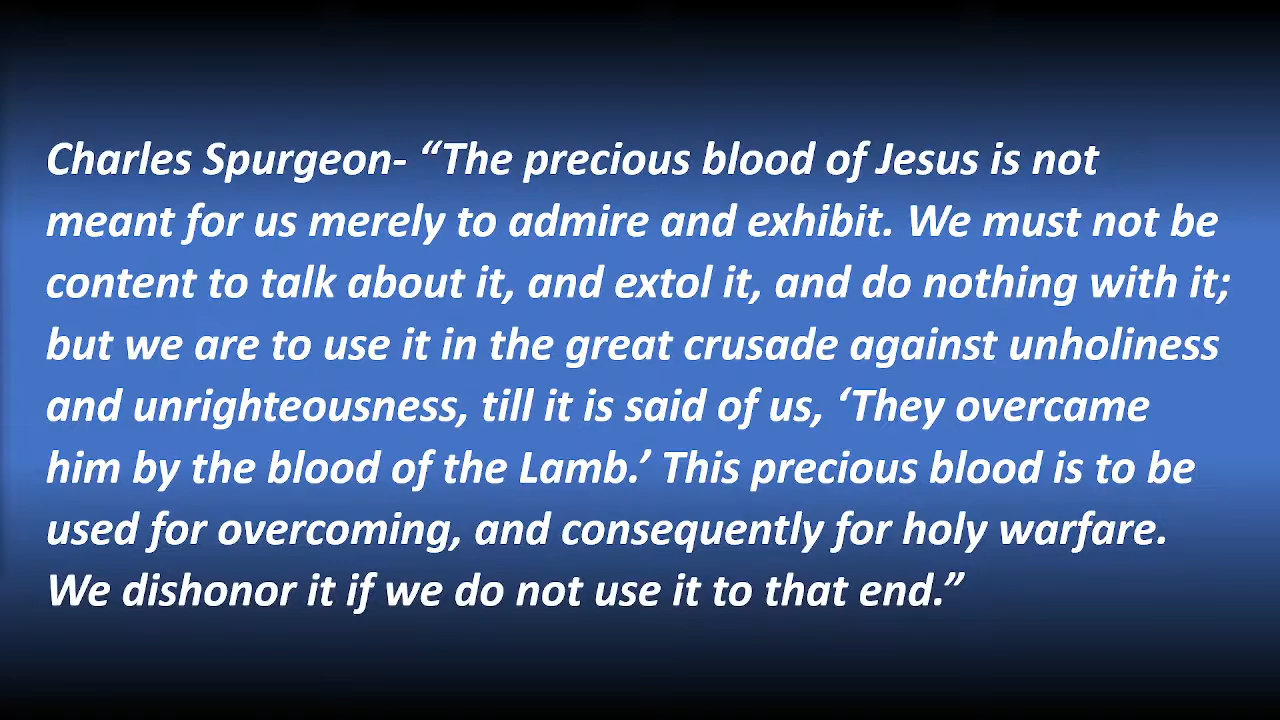 Charles Spurgeon- “The precious blood of Jesus is not
meant for us merely to admire and exhibit. We must not be
content to talk about it, and extol it, and do nothing with it;
but we are to use it in the great crusade against unholiness
and unrighteousness, till it is said of us, ‘They overcame
him by the blood of the Lamb.’ This precious blood is to be
used for overcoming, and consequently for holy warfare.
We dishonor it if we do not use it to that end.”